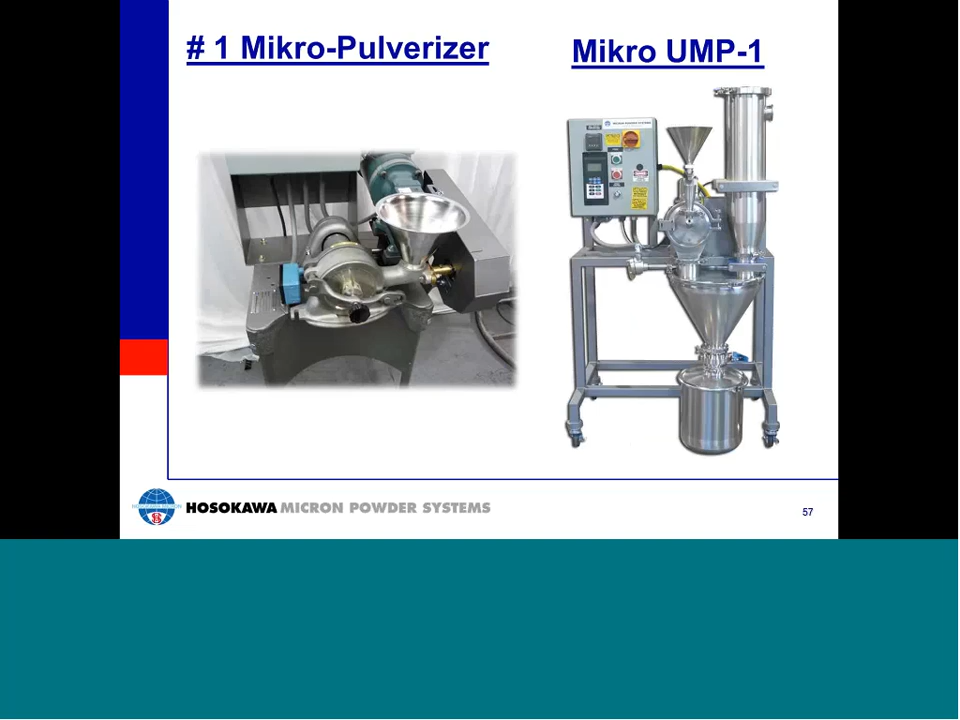 # 1 Mikro-Pulverizer
Mikro UMP-1
HOSOKAWA MICRON POWDER SYSTEMS
57